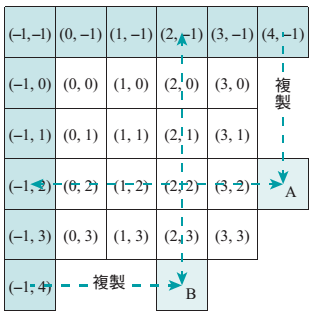 (−1,−1) (0, −1) (1, −1) (2, −1) (3, −1) (4, −1)
(−1, 0) (0, 0) (1, 0) (2, 0) (3, 0)
複製
(−1, 1) (0, 1) (1, 1) (2, 1) (3, 1)
(−1, 2) (0, 2) (1, 2) (2, 2) (3, 2) A
(−1, 3) (0, 3) (1, 3) (2, 3) (3, 3)
(−1, 4) 複製 B